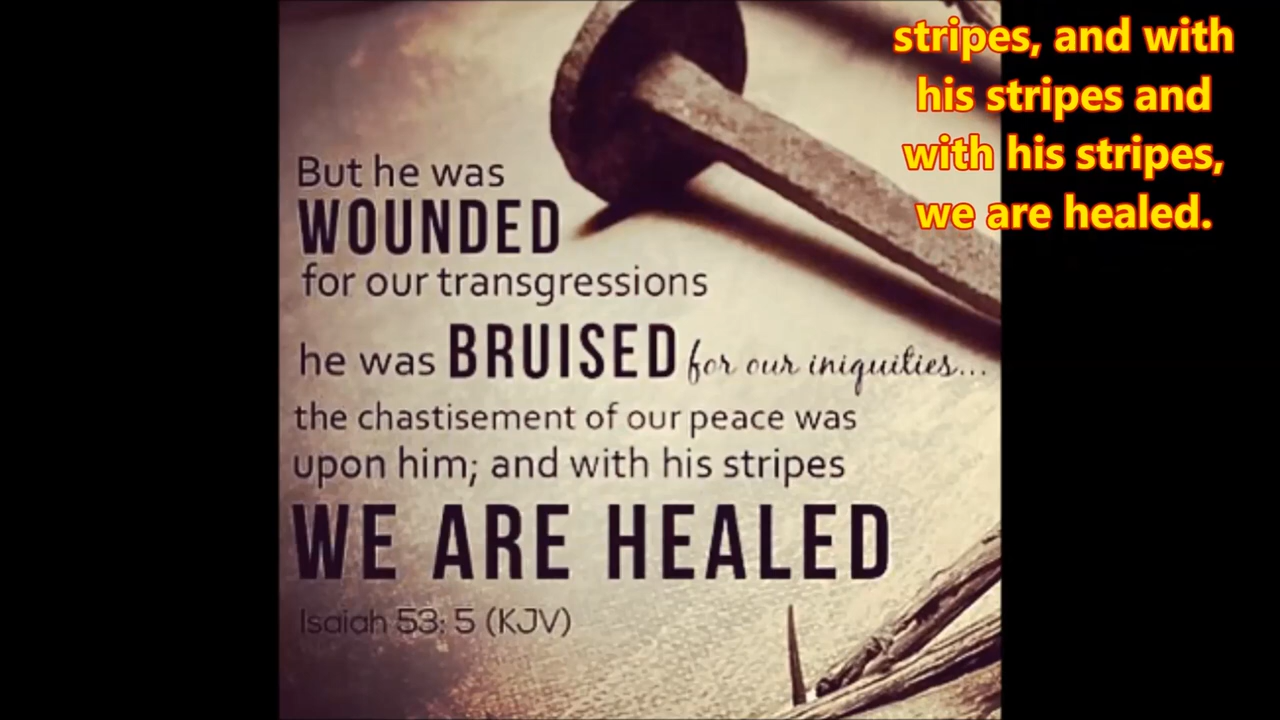 But he was
WOUNDED
for our transgressions
he was BRUISED for our iniquities...
the chastisement of our peace was
upon him; and with his stripes
WE ARE HEALED
Isaiah 53: 5 (KJV)
stripes, and with
his stripes and
with his stripes,
we are healed.